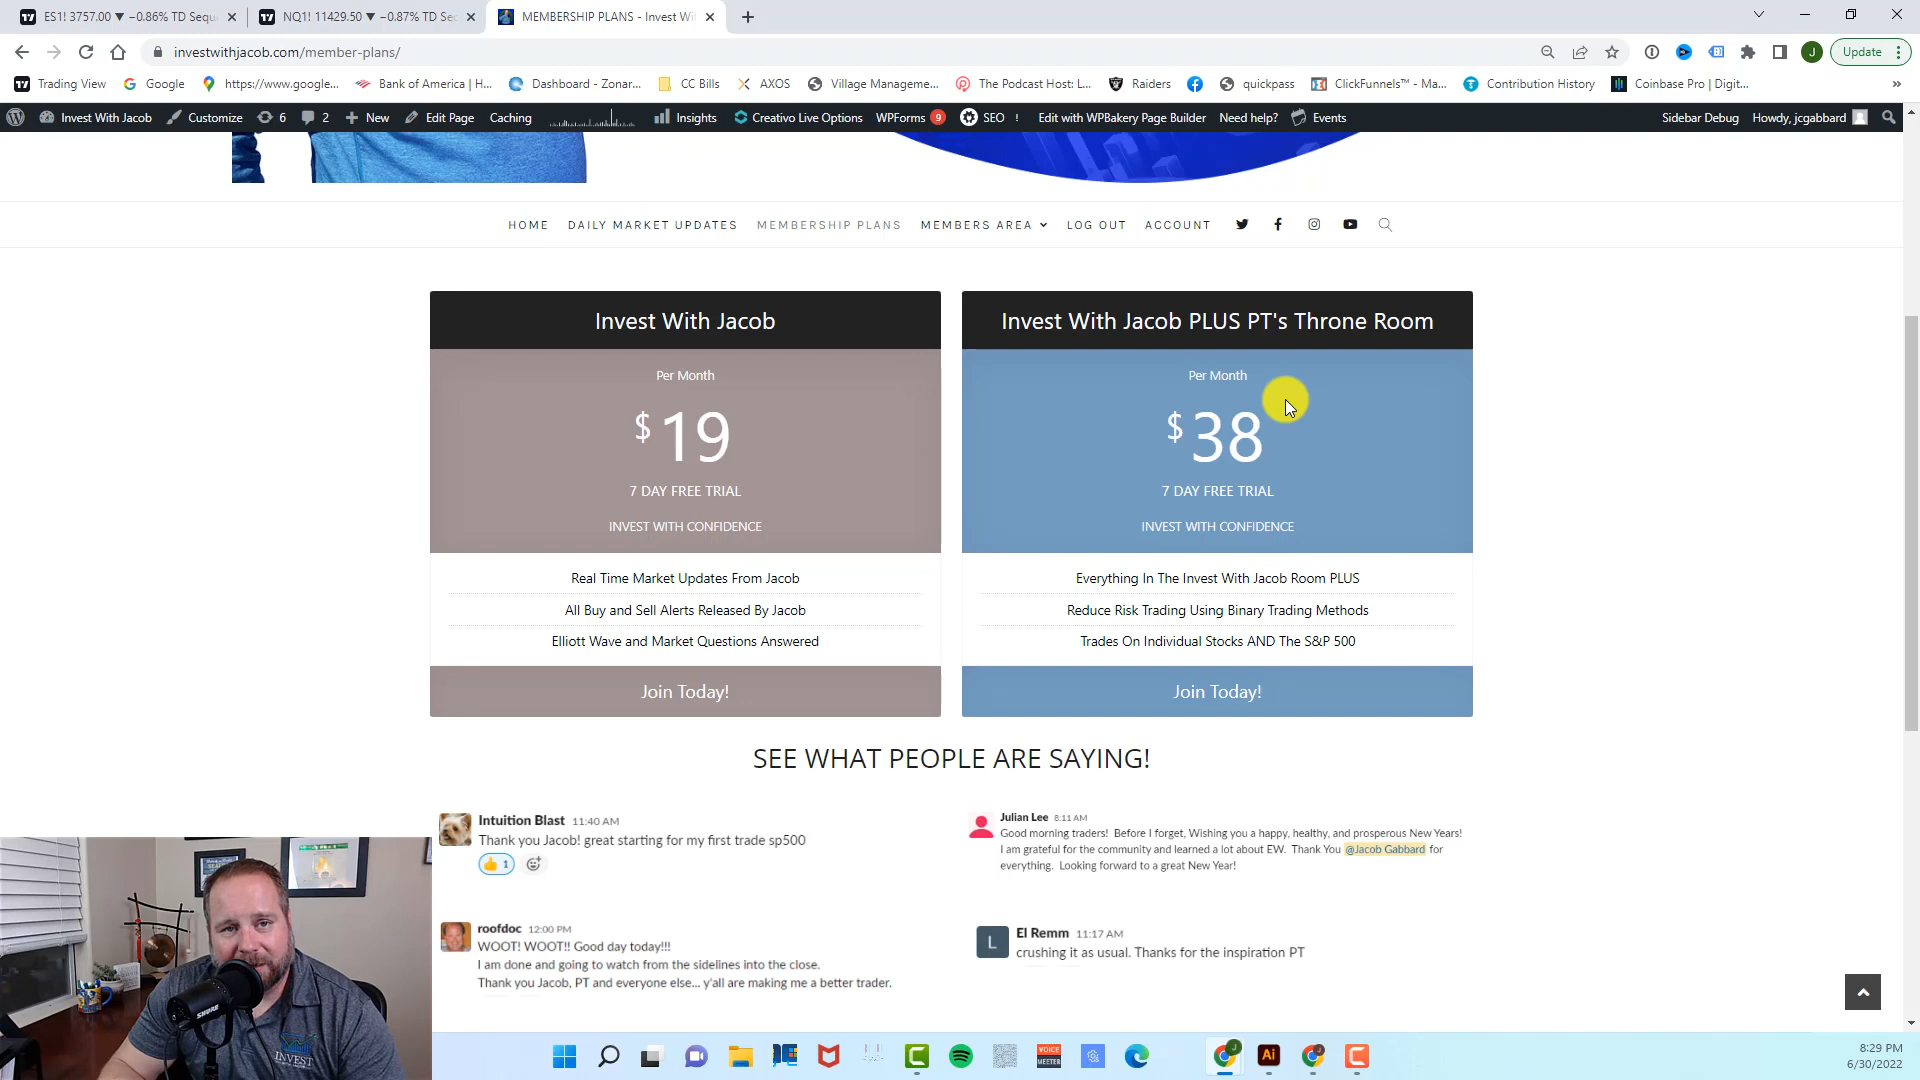 ES1! 3757.00 ▼ −0.86% TD Sequ
NQ1! 11429.50 ▼ −0.87% TD Se
MEMBERSHIP PLANS - Invest Wi
investwithjacob.com/member-plans/
Update
Trading View
Google
https://www.google...
Bank of America | H...
Dashboard - Zonar...
CC Bills
AXOS
Village Manageme...
The Podcast Host: L...
Raiders
quickpass
ClickFunnels™ - Ma...
Contribution History
Coinbase Pro | Digit...
»
Invest With Jacob
Customize
6
2
New
Edit Page
Caching
Insights
Creativo Live Options
WPForms 9
SEO !
Edit with WPBakery Page Builder
Need help?
Events
Sidebar Debug
Howdy, jcgabbard
HOME
DAILY MARKET UPDATES
MEMBERSHIP PLANS
MEMBERS AREA
LOG OUT
ACCOUNT
Invest With Jacob
Per Month
$19
7 DAY FREE TRIAL
INVEST WITH CONFIDENCE
Real Time Market Updates From Jacob
All Buy and Sell Alerts Released By Jacob
Elliott Wave and Market Questions Answered
Join Today!
Invest With Jacob PLUS PT's Throne Room
Per Month
$38
7 DAY FREE TRIAL
INVEST WITH CONFIDENCE
Everything In The Invest With Jacob Room PLUS
Reduce Risk Trading Using Binary Trading Methods
Trades On Individual Stocks AND The S&P 500
Join Today!
SEE WHAT PEOPLE ARE SAYING!
Intuition Blast 11:40 AM
Thank you Jacob! great starting for my first trade sp500
1
Julian Lee 8:11 AM
Good morning traders! Before I forget, Wishing you a happy, healthy, and prosperous New Years!
I am grateful for the community and learned a lot about EW. Thank You @Jacob Gabbard for
everything. Looking forward to a great New Year!
roofdoc 12:00 PM
WOOT! WOOT!! Good day today!!!
I am done and going to watch from the sidelines into the close.
Thank you Jacob, PT and everyone else... y'all are making me a better trader.
L
El Remm 11:17 AM
crushing it as usual. Thanks for the inspiration PT
SHURE
INVEST
VOICE
MEETER
Ai
8:29 PM
6/30/2022